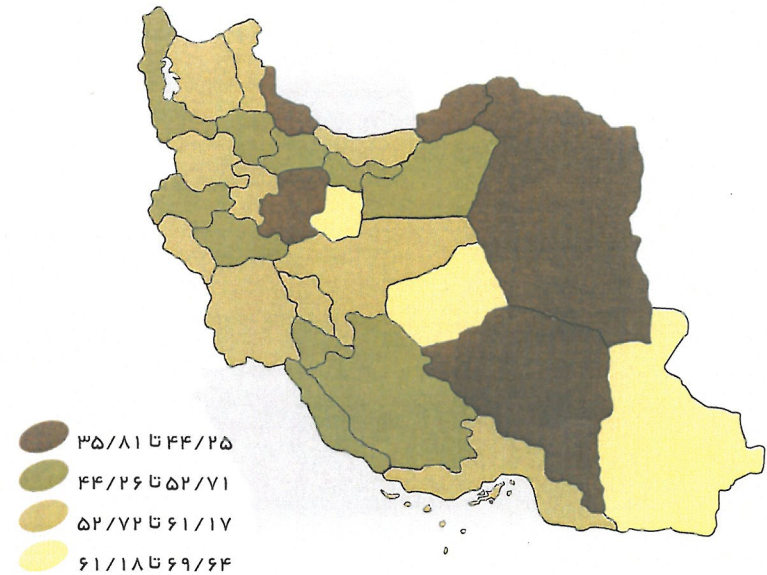 ۳۵/۸۱ تا ۴۴/۲۵
۴۴/۲۶ تا ۵۲/۷۱
۵۲/۷۲ تا ۶۱/۱۷
۶۱/۱۸ تا ۶۹/۶۴